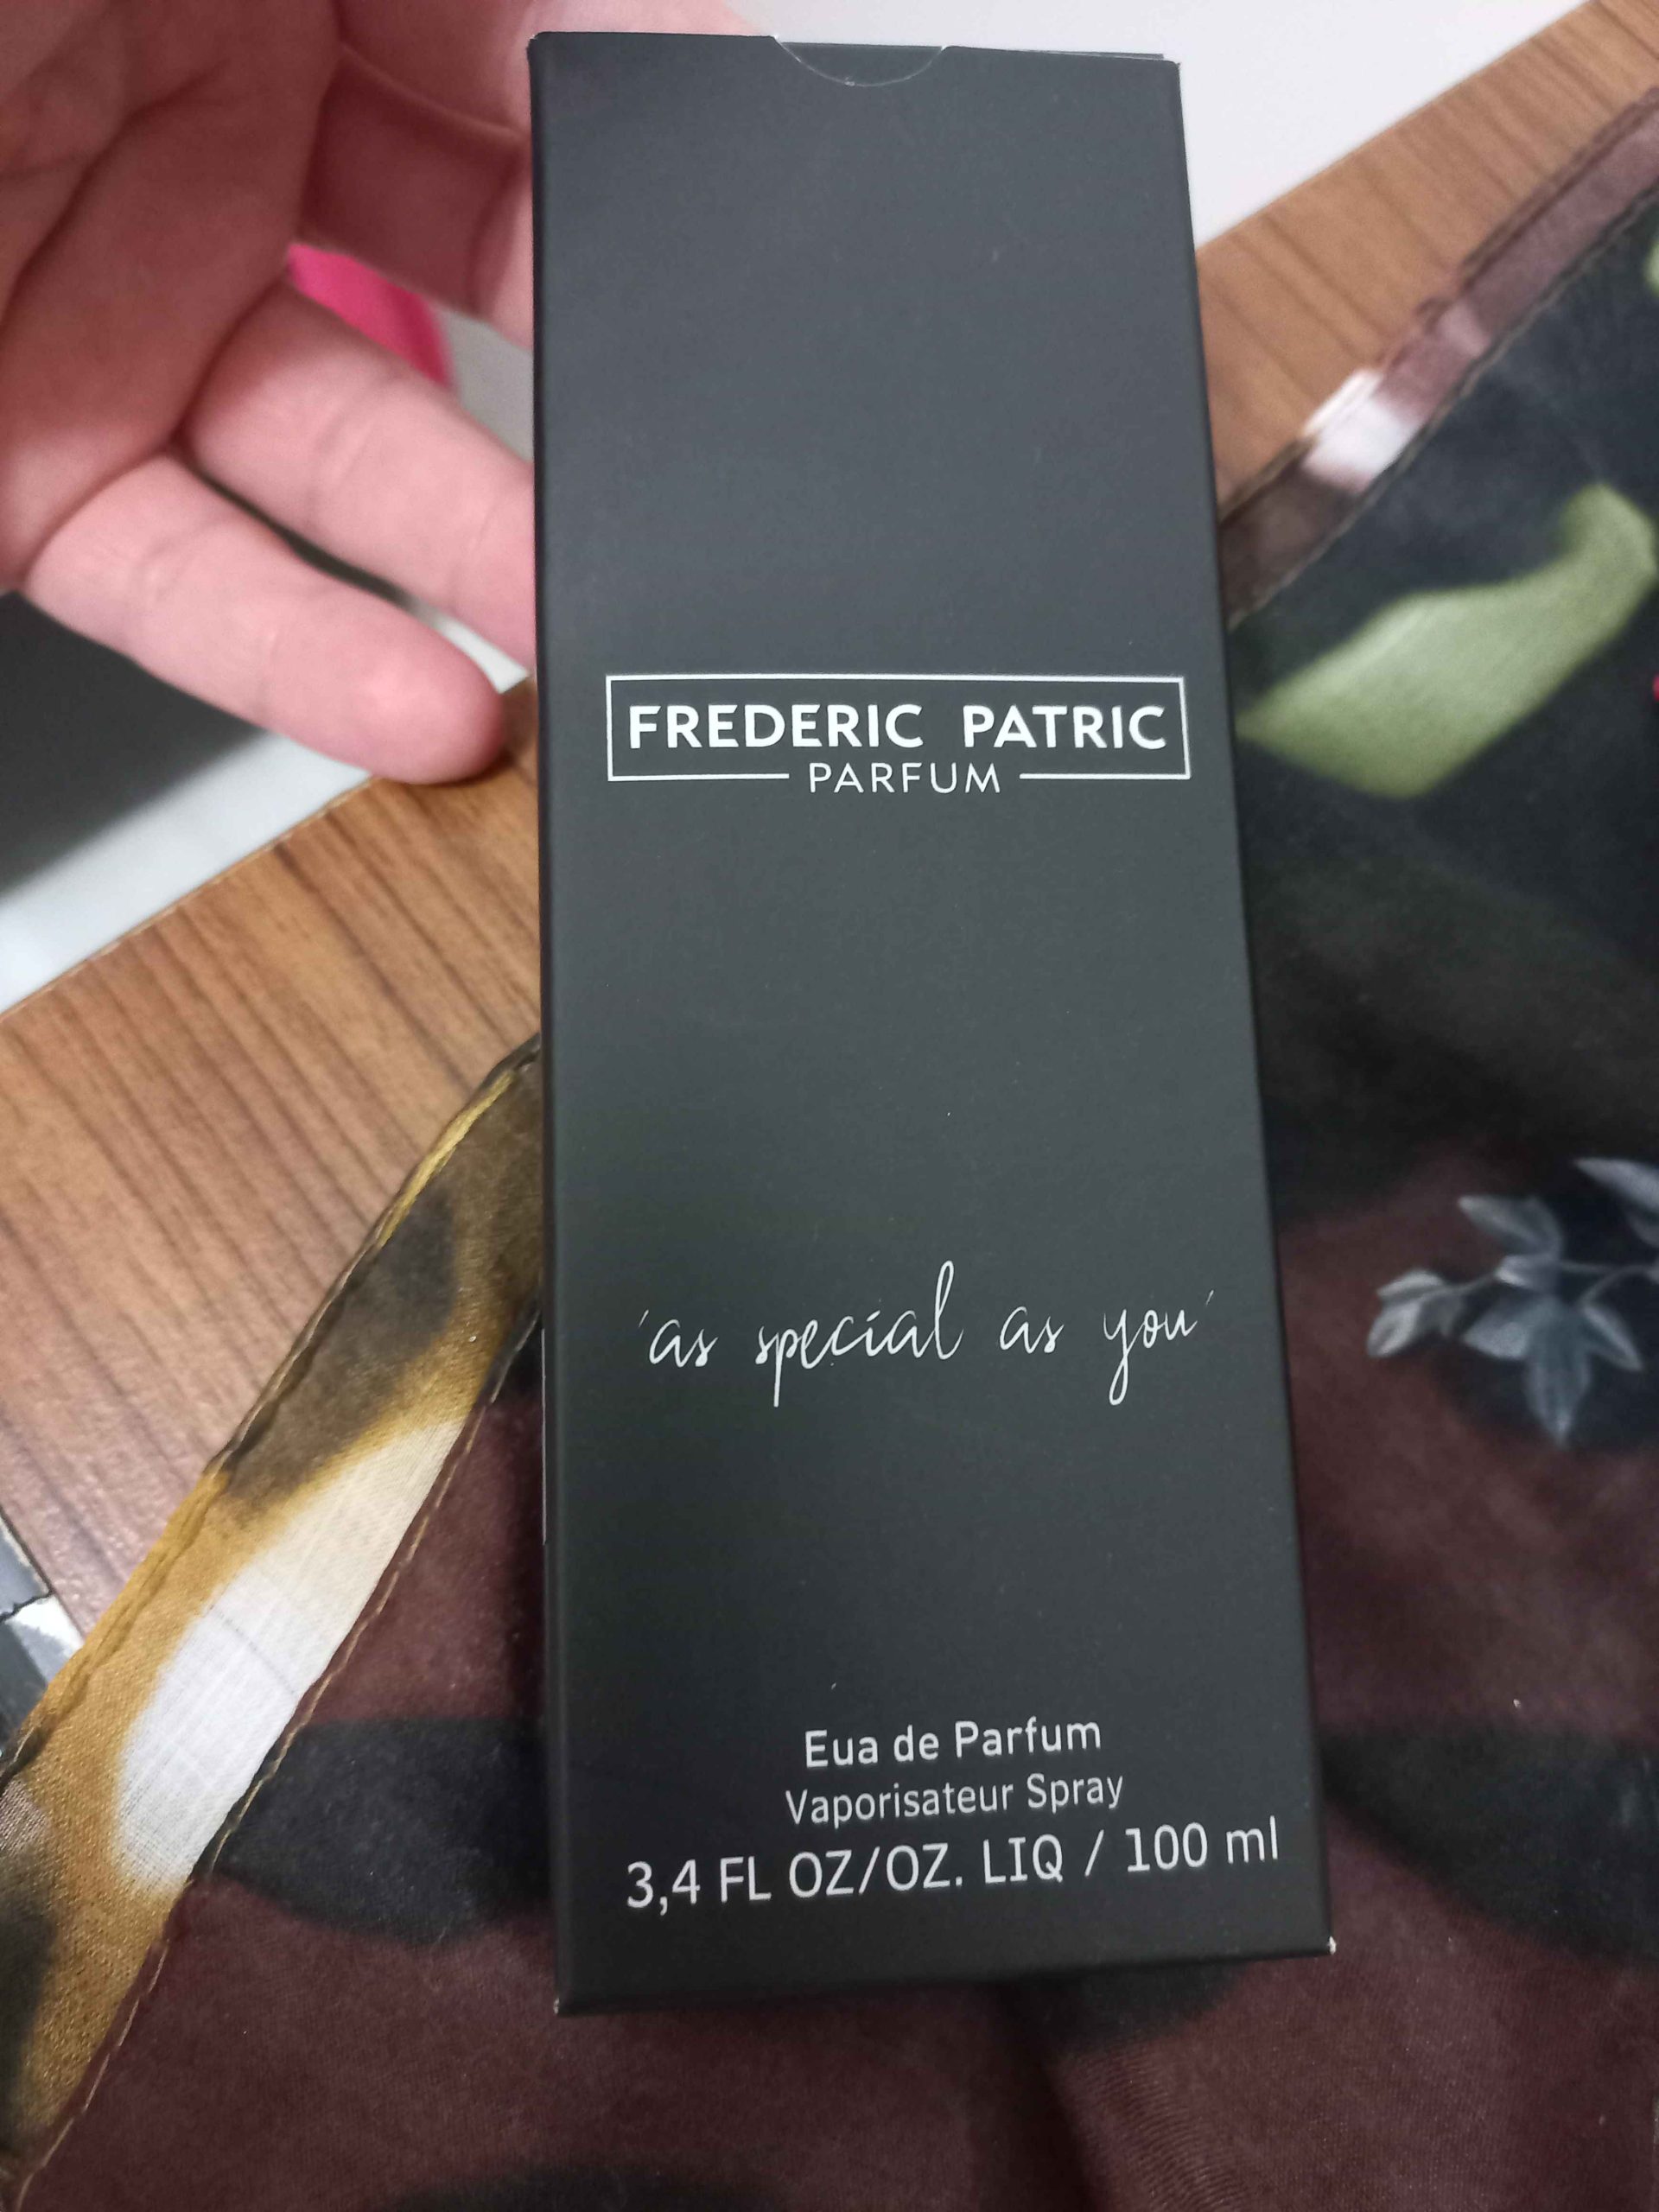 FREDERIC PATRIC
PARFUM
'as special as you'
Eua de Parfum
Vaporisateur Spray
3,4 FL OZ/OZ. LIQ / 100 ml